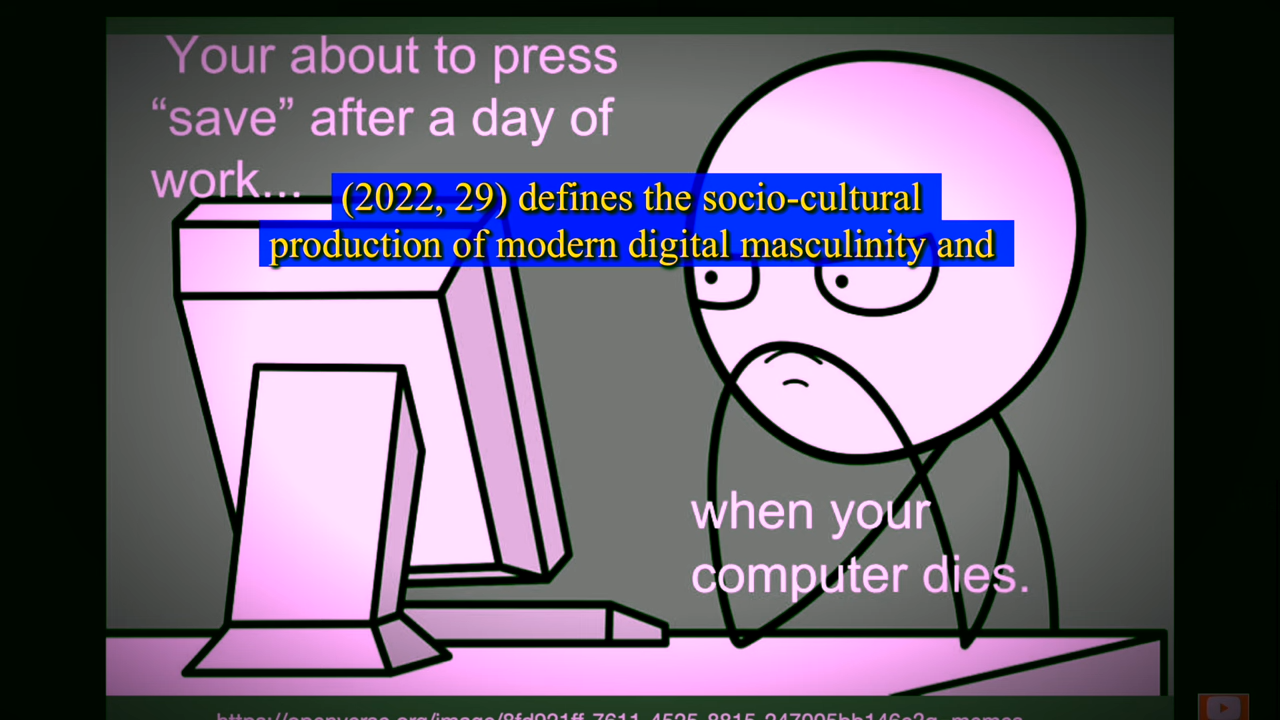 Your about to press
“save” after a day of
work...
(2022, 29) defines the socio-cultural
production of modern digital masculinity and
when your
computer dies.